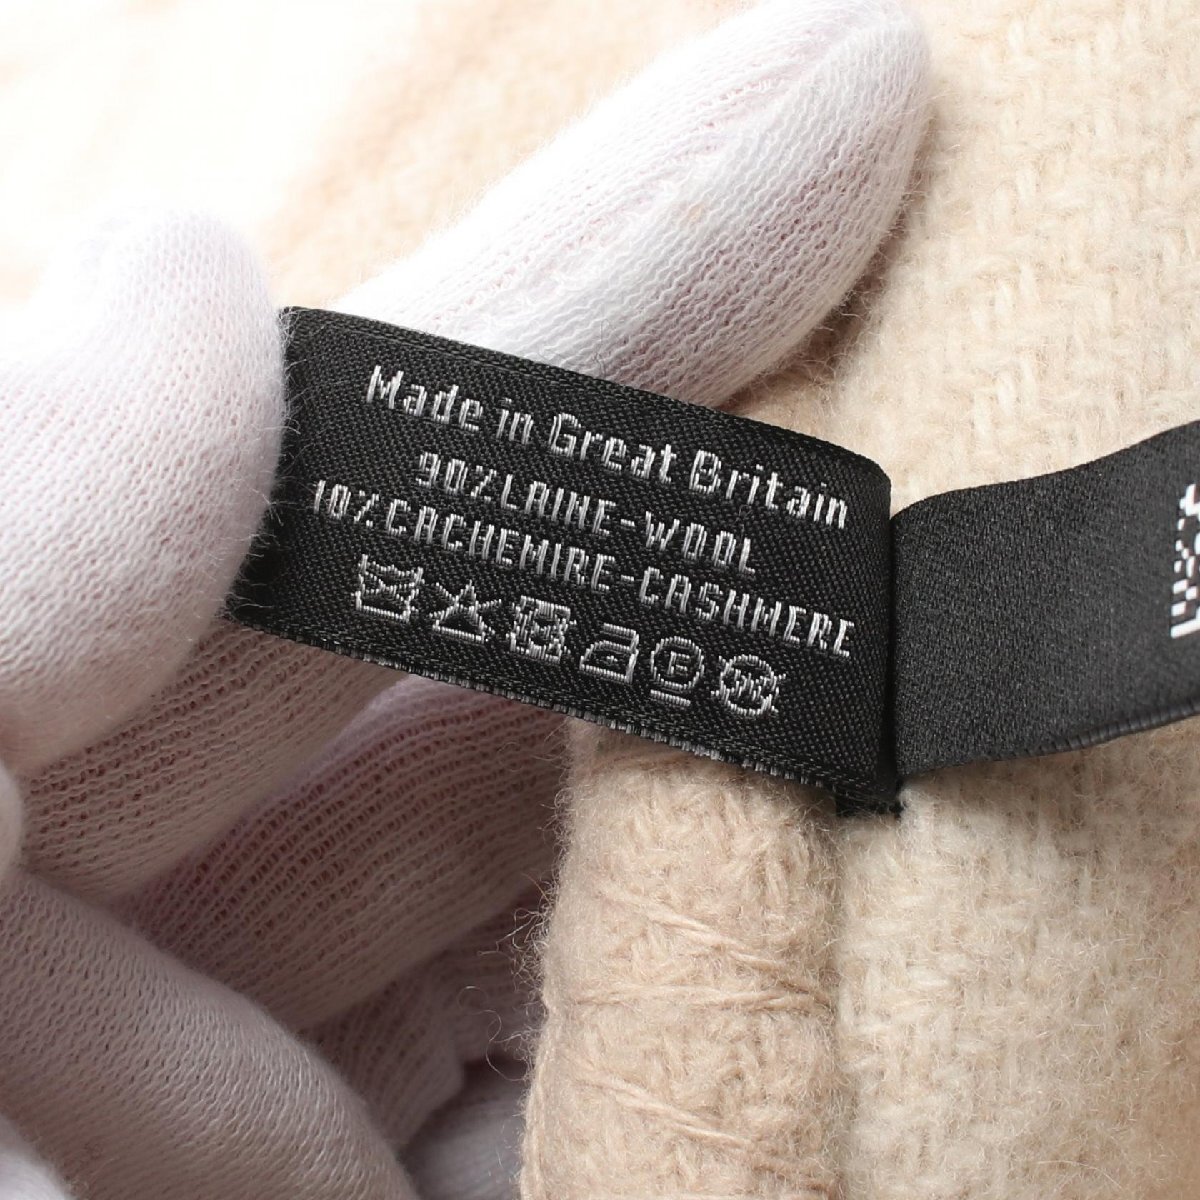 Made in Great Britain
90% LAINE-WOOL
10% CACHEMIRE-CASHMERE